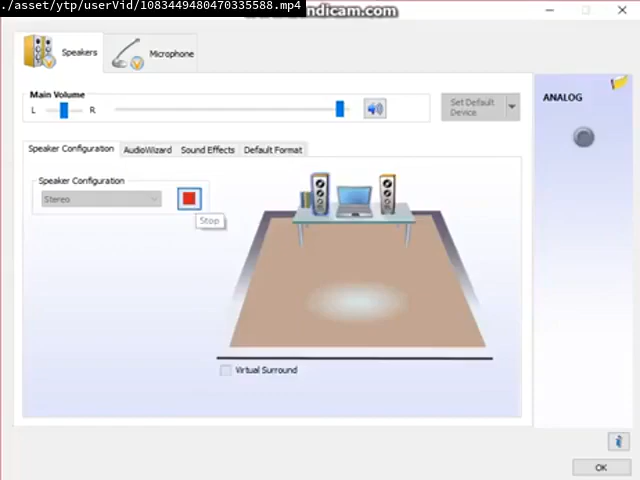 ./asset/ytp/userVid/1083449480470335588.mp4
ndicam.com
Speakers
Microphone
Main Volume
L
R
Set Default
Device
ANALOG
Speaker Configuration
AudioWizard
Sound Effects
Default Format
Speaker Configuration
Stereo
Stop
Virtual Surround
OK